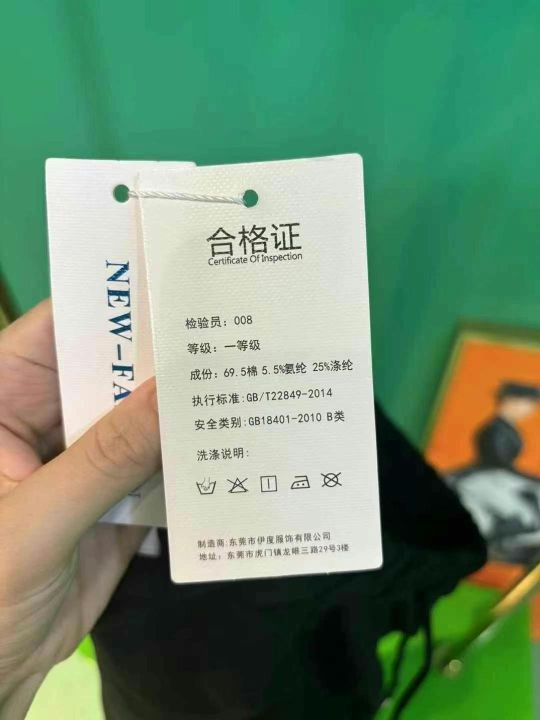 NEW-FA
合格证
Certificate Of Inspection
检验员：008
等级：一等级
成份：69.5棉 5.5%氨纶 25%涤纶
执行标准:GB/T22849-2014
安全类别:GB18401-2010 B类
洗涤说明:
制造商:东莞市伊度服饰有限公司
地址：东莞市虎门镇龙眼三路29号3楼